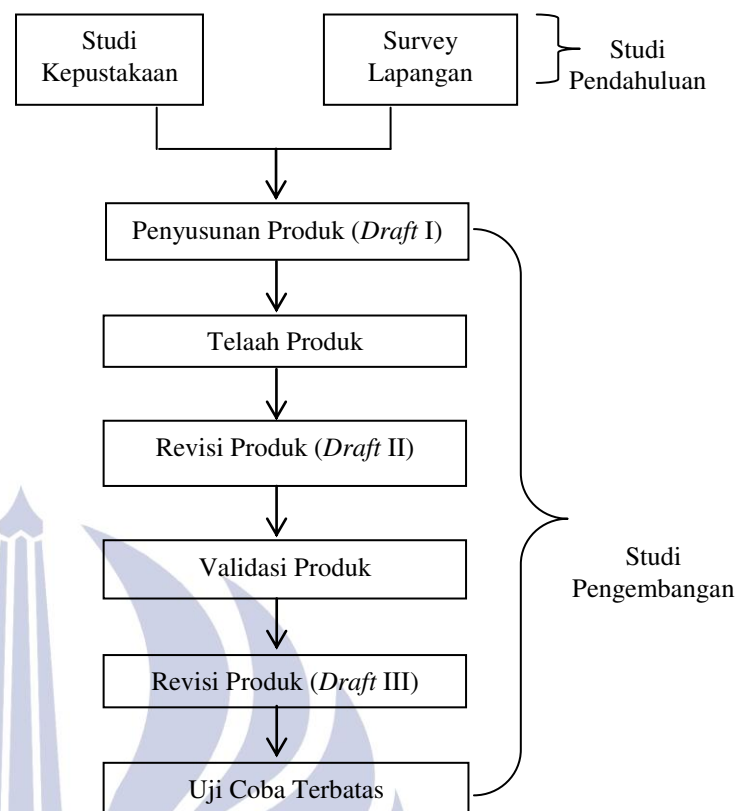 Studi
Kepustakaan
Survey
Lapangan
Studi
Pendahuluan
Penyusunan Produk (Draft I)
Telaah Produk
Revisi Produk (Draft II)
Validasi Produk
Revisi Produk (Draft III)
Uji Coba Terbatas
Studi
Pengembangan